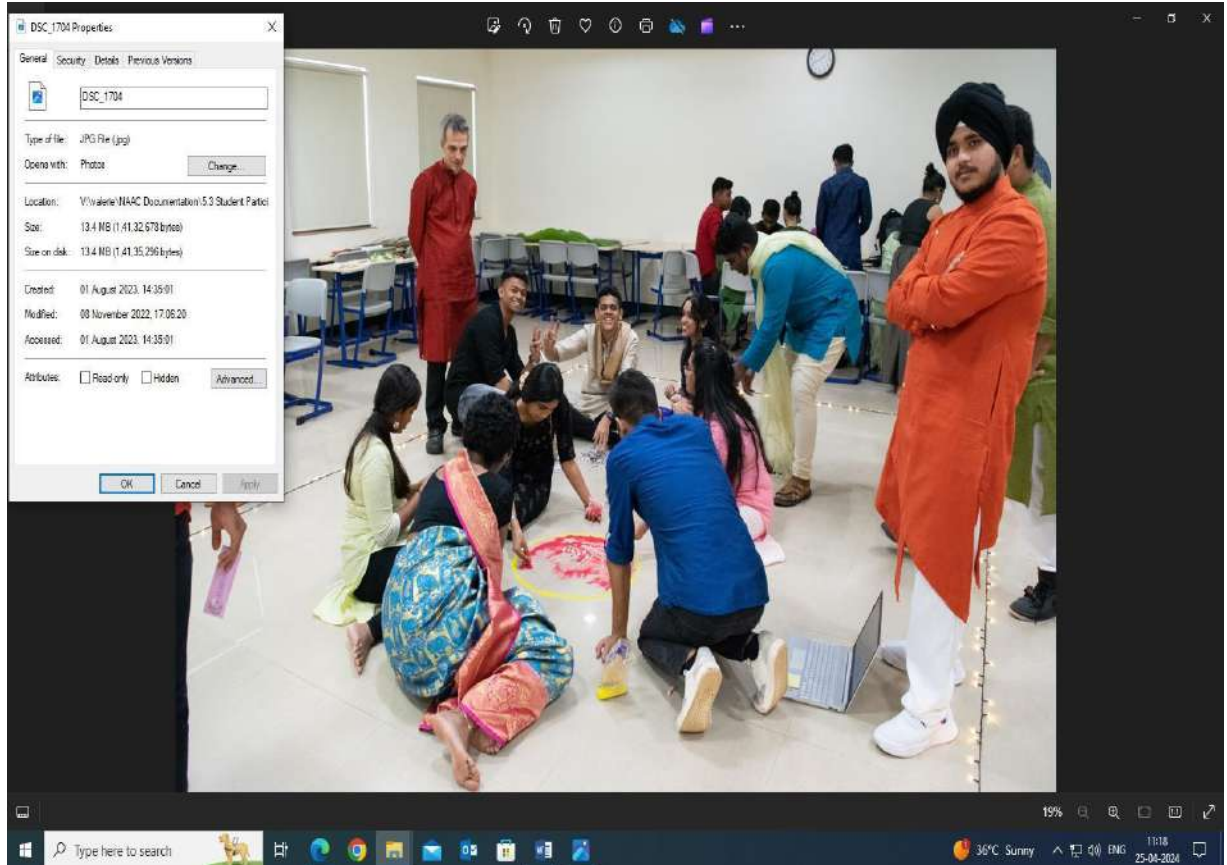 DSC_1704 Properties
General Security Details Previous Versions
DSC_1704
Type of file: JPG File (.jpg)
Opens with: Photos Change...
Location: V:\valerie\NAAC Documentation\5.3 Student Partici
Size: 13.4 MB (1,41,32,678 bytes)
Size on disk: 13.4 MB (1,41,35,296 bytes)
Created: 01 August 2023, 14:35:01
Modified: 08 November 2022, 17:06:20
Accessed: 01 August 2023, 14:35:01
Attributes: Read-only Hidden Advanced...
OK Cancel Apply
19%
Type here to search
36°C Sunny ENG 11:18
25-04-2024